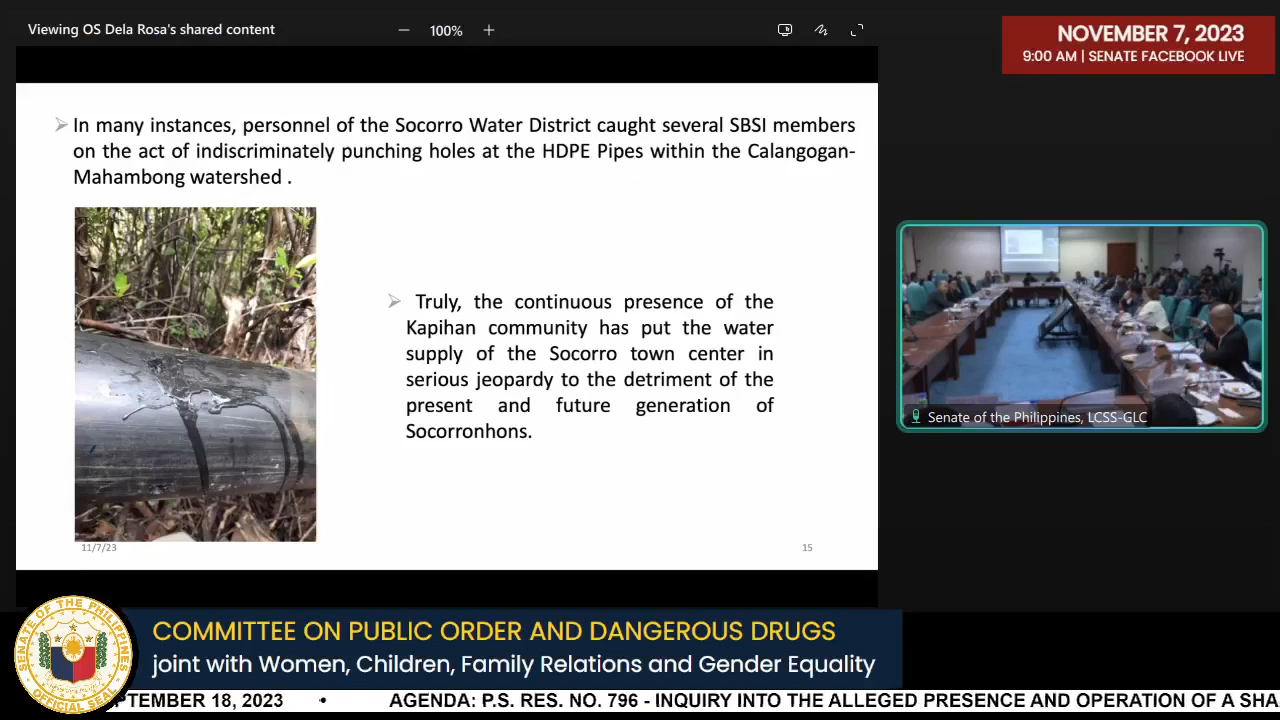 Viewing OS Dela Rosa's shared content
100%
NOVEMBER 7, 2023
9:00 AM | SENATE FACEBOOK LIVE
In many instances, personnel of the Socorro Water District caught several SBSI members
on the act of indiscriminately punching holes at the HDPE Pipes within the Calangogan-
Mahambong watershed .
Truly, the continuous presence of the
Kapihan community has put the water
supply of the Socorro town center in
serious jeopardy to the detriment of the
present and future generation of
Socorronhons.
11/7/23
15
Senate of the Philippines, LCSS-GLC
SENATE OF THE PHILIPPINES
OFFICIAL SEAL
COMMITTEE ON PUBLIC ORDER AND DANGEROUS DRUGS
joint with Women, Children, Family Relations and Gender Equality
PTEMBER 18, 2023 • AGENDA: P.S. RES. NO. 796 - INQUIRY INTO THE ALLEGED PRESENCE AND OPERATION OF A SHA